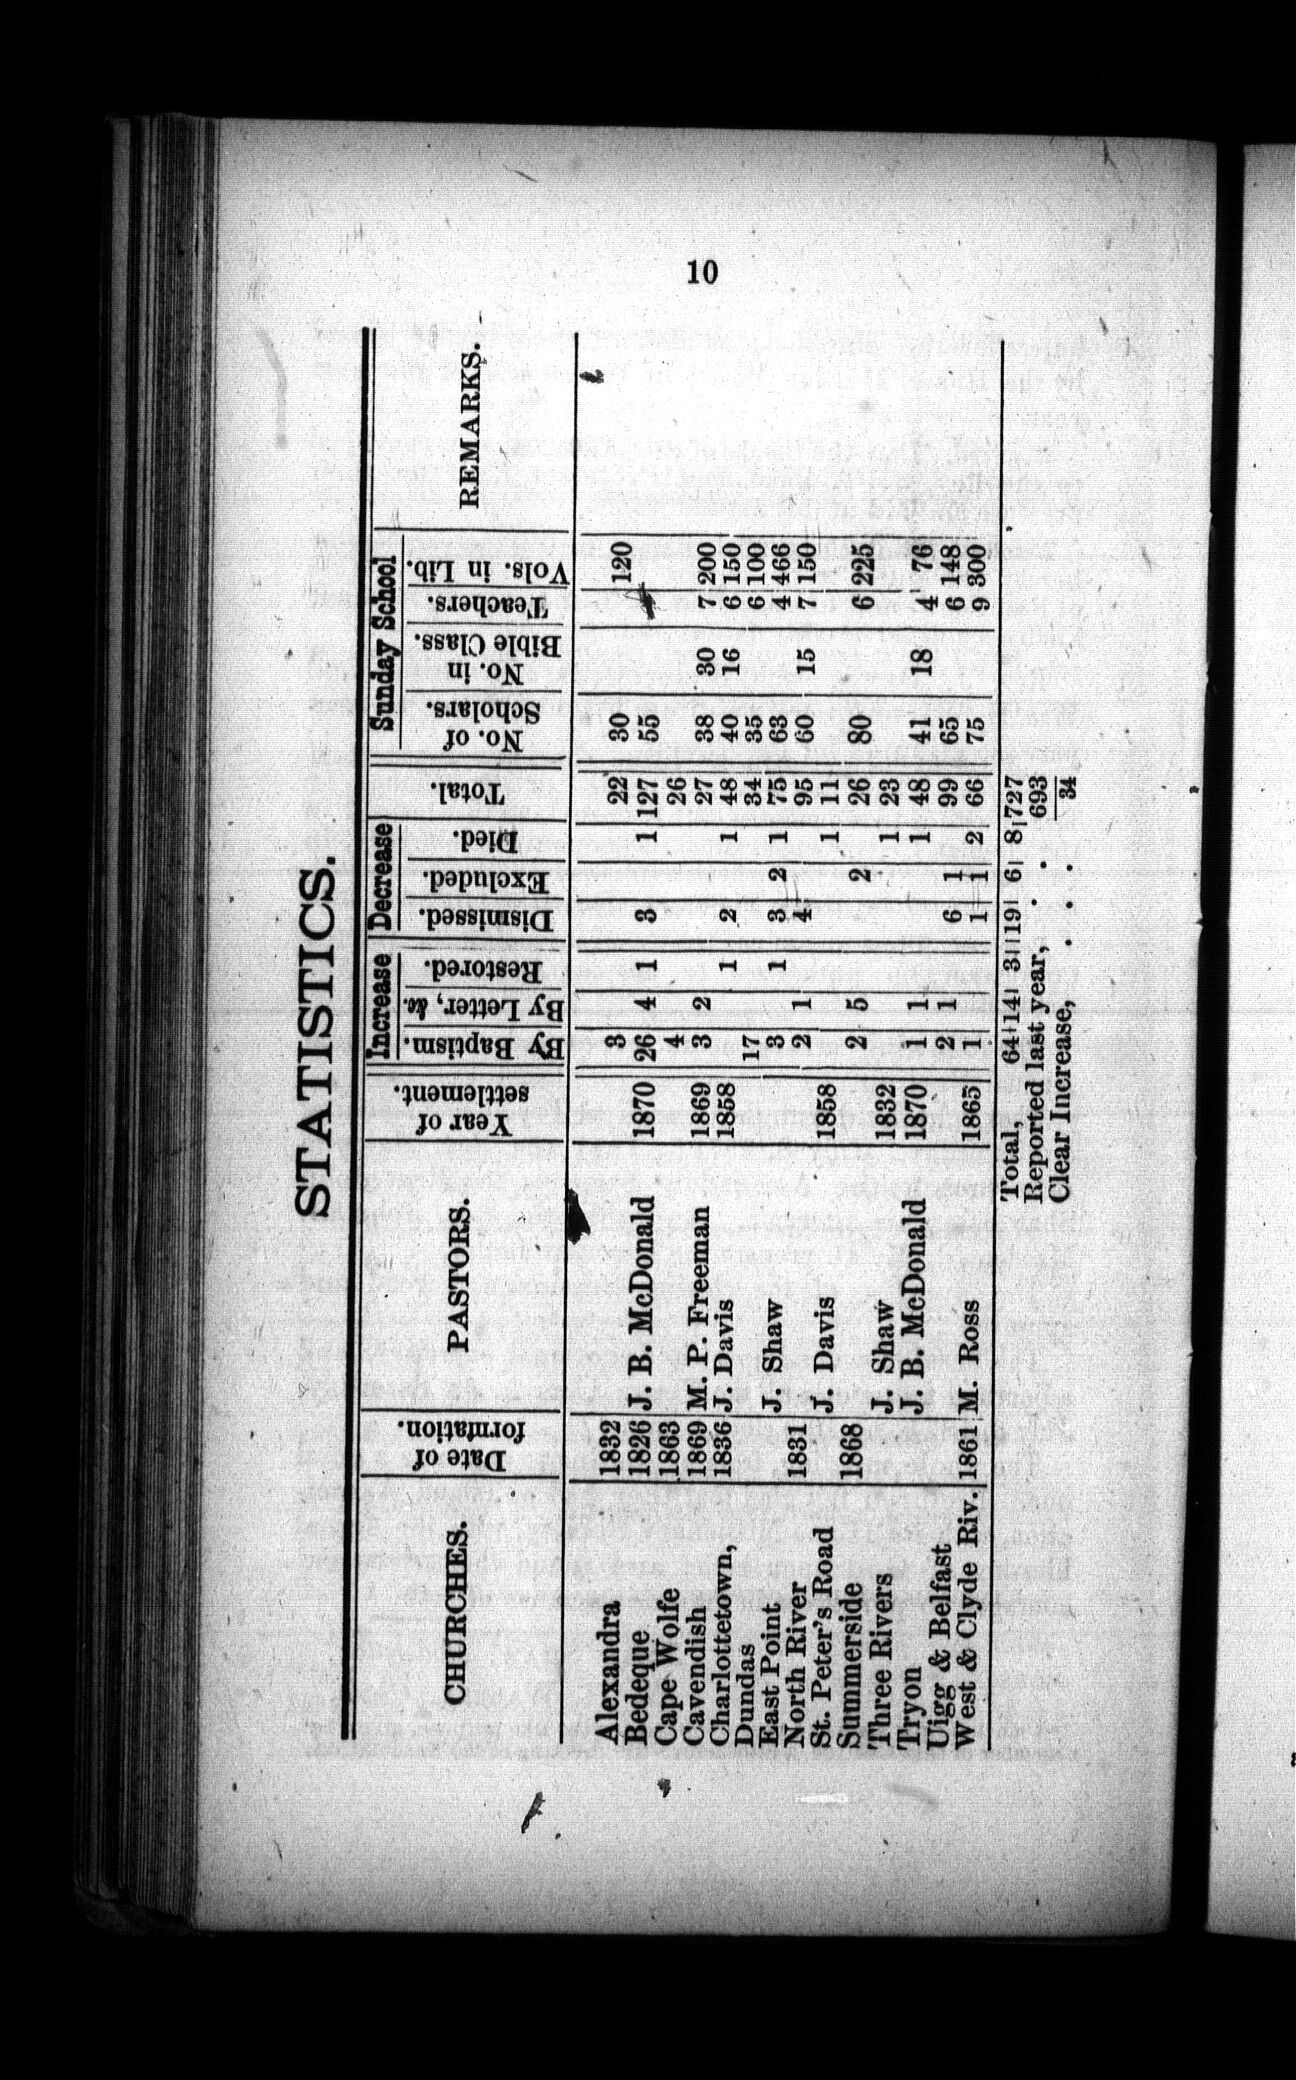 10
STATISTICS.
CHURCHES. Date of formation. PASTORS. Year of settlement. Increase By Baptism. By Letter, &c. Restored. Decrease Dismissed. Excluded. Died. Total. Sunday School No. of Scholars. No. in Bible Class. Teachers. Vols. in Lib. REMARKS.
Alexandra 1832 3 22 30 120
Bedeque 1826 J. B. McDonald 1870 26 4 1 3 1 127 55
Cape Wolfe 1863 4 26
Cavendish 1869 M. P. Freeman 1869 3 2 27 38 30 7 200
Charlottetown, 1836 J. Davis 1858 1 2 1 48 40 16 6 150
Dundas 17 34 35 6 100
East Point J. Shaw 3 1 3 2 1 75 63 4 466
North River 1831 2 1 4 95 60 15 7 150
St. Peter's Road J. Davis 1858 1 11
Summerside 1868 2 5 2 26 80 6 225
Three Rivers J. Shaw 1832 1 23
Tryon J. B. McDonald 1870 1 1 1 48 41 18 4 76
Uigg & Belfast 2 1 6 1 99 65 6 148
West & Clyde Riv. 1861 M. Ross 1865 1 1 1 2 66 75 9 300
Total, 64 14 3 19 6 8 727
Reported last year, . . 693
Clear Increase, . . . 34